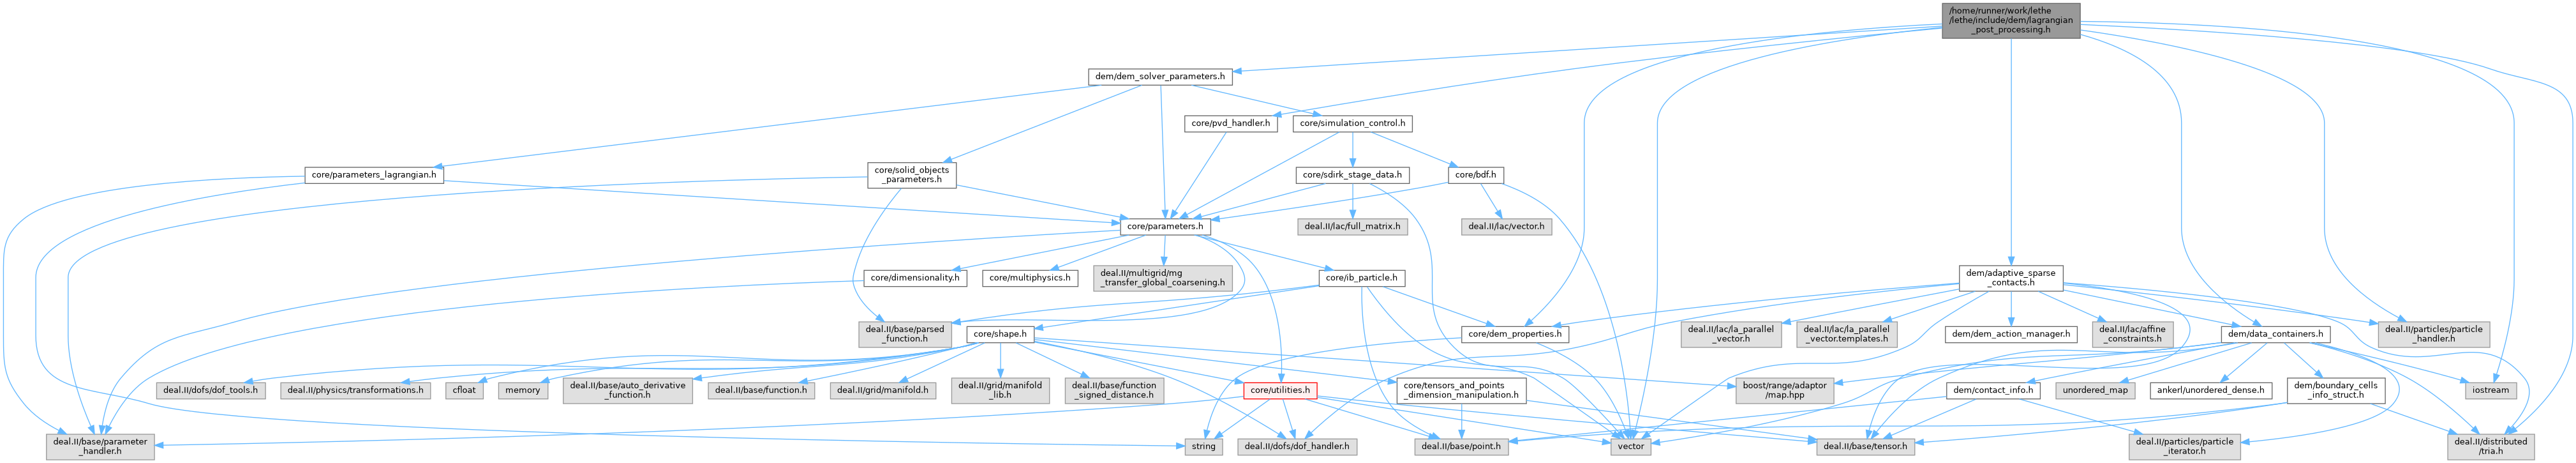 /home/runner/work/lethe
/lethe/include/dem/lagrangian
_post_processing.h
dem/dem_solver_parameters.h
core/pvd_handler.h
core/simulation_control.h
core/parameters_lagrangian.h
core/solid_objects
_parameters.h
core/sdirk_stage_data.h
core/bdf.h
core/parameters.h
deal.II/lac/full_matrix.h
deal.II/lac/vector.h
core/dimensionality.h
core/multiphysics.h
deal.II/multigrid/mg
_transfer_global_coarsening.h
core/ib_particle.h
dem/adaptive_sparse
_contacts.h
deal.II/base/parsed
_function.h
core/shape.h
core/dem_properties.h
deal.II/lac/la_parallel
_vector.h
deal.II/lac/la_parallel
_vector.templates.h
dem/dem_action_manager.h
deal.II/lac/affine
_constraints.h
dem/data_containers.h
deal.II/particles/particle
_handler.h
deal.II/dofs/dof_tools.h
deal.II/physics/transformations.h
cfloat
memory
deal.II/base/auto_derivative
_function.h
deal.II/base/function.h
deal.II/grid/manifold.h
deal.II/grid/manifold
_lib.h
deal.II/base/function
_signed_distance.h
core/utilities.h
core/tensors_and_points
_dimension_manipulation.h
boost/range/adaptor
/map.hpp
dem/contact_info.h
unordered_map
ankerl/unordered_dense.h
dem/boundary_cells
_info_struct.h
iostream
deal.II/base/parameter
_handler.h
string
deal.II/dofs/dof_handler.h
deal.II/base/point.h
vector
deal.II/base/tensor.h
deal.II/particles/particle
_iterator.h
deal.II/distributed
/tria.h